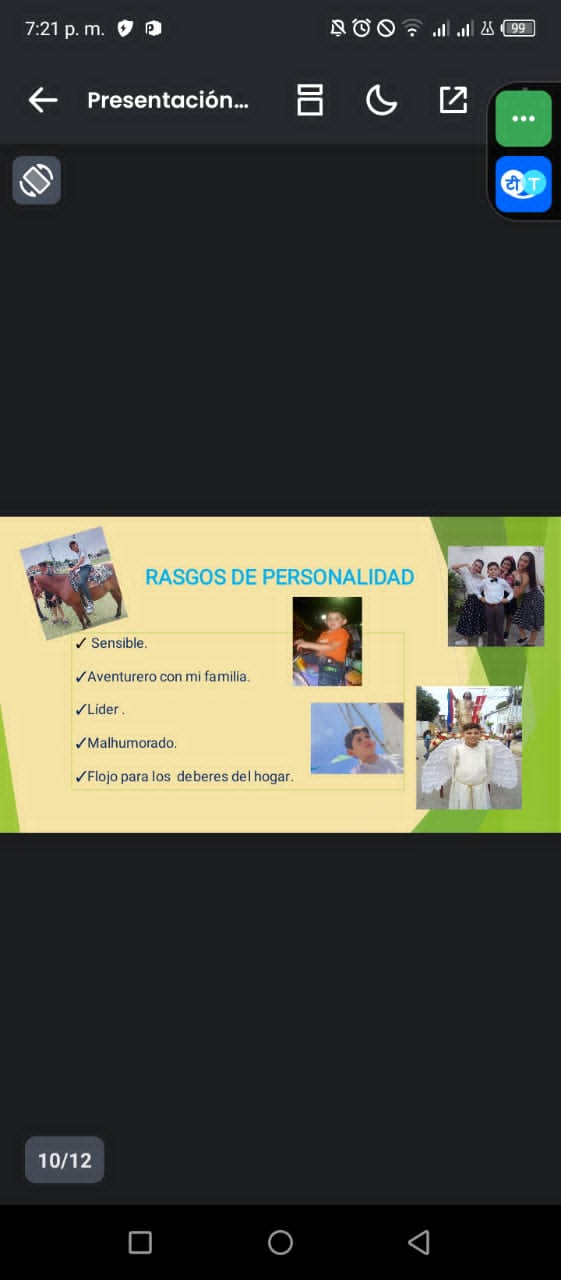 7:21 p. m.
99
Presentación...
टी T
RASGOS DE PERSONALIDAD
✓ Sensible.
✓Aventurero con mi familia.
✓Líder .
✓Malhumorado.
✓Flojo para los deberes del hogar.
10/12